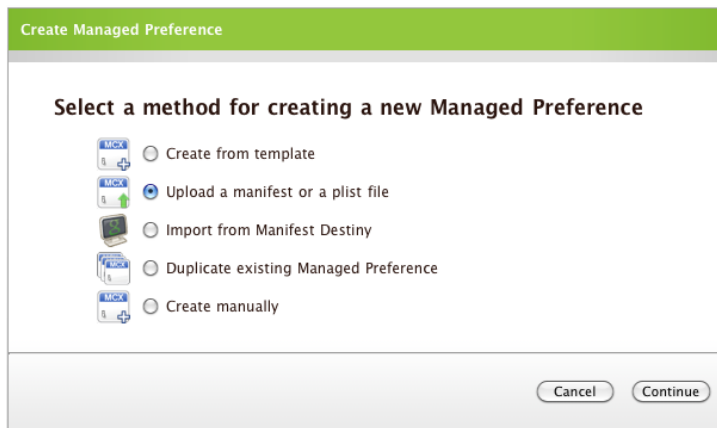 Create Managed Preference
Select a method for creating a new Managed Preference
MCX
Create from template
MCX
Upload a manifest or a plist file
Import from Manifest Destiny
MCX
Duplicate existing Managed Preference
MCX
Create manually
Cancel
Continue